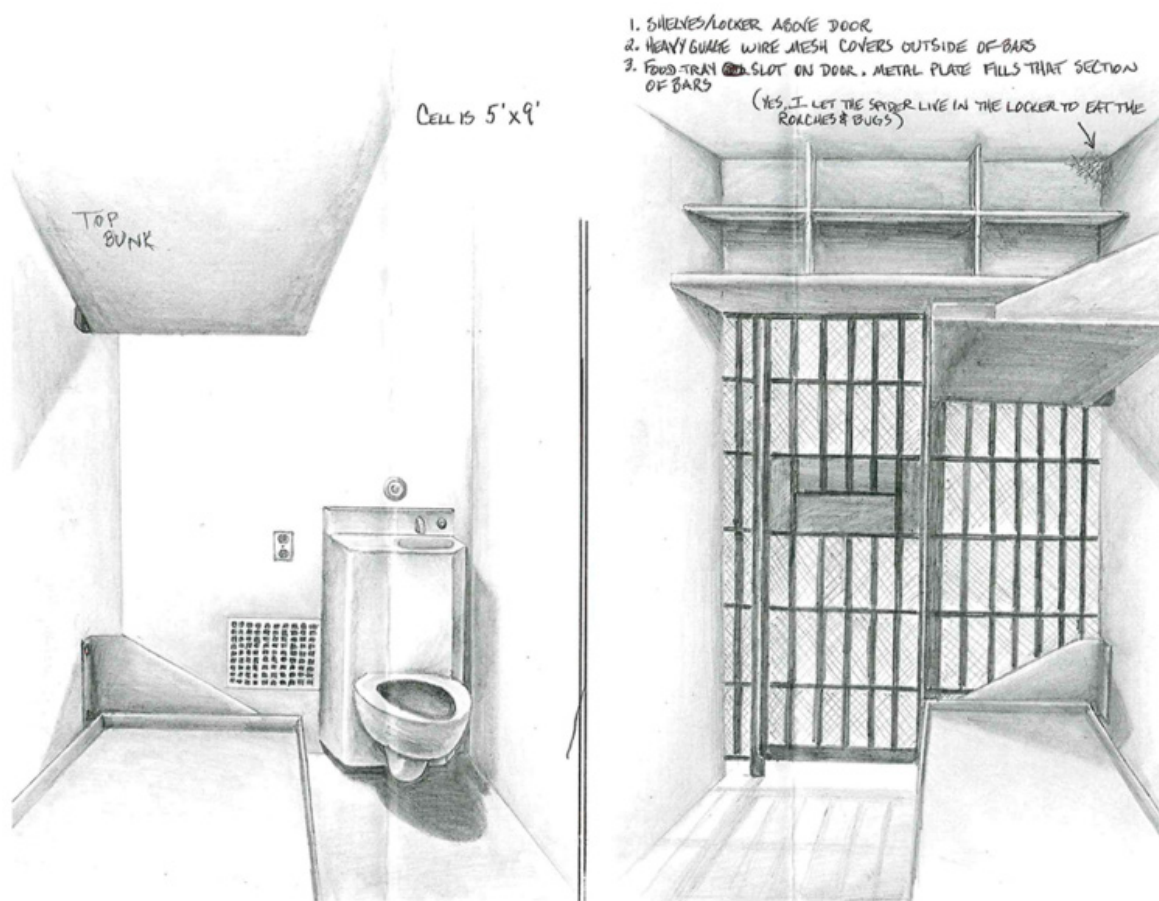 CELL IS 5'x9'
TOP
BUNK
1. SHELVES/LOCKER ABOVE DOOR
2. HEAVY GUAGE WIRE MESH COVERS OUTSIDE OF BARS
3. FOOD-TRAY SLOT ON DOOR. METAL PLATE FILLS THAT SECTION
OF BARS
(YES, I LET THE SPIDER LIVE IN THE LOCKER TO EAT THE
ROACHES & BUGS)